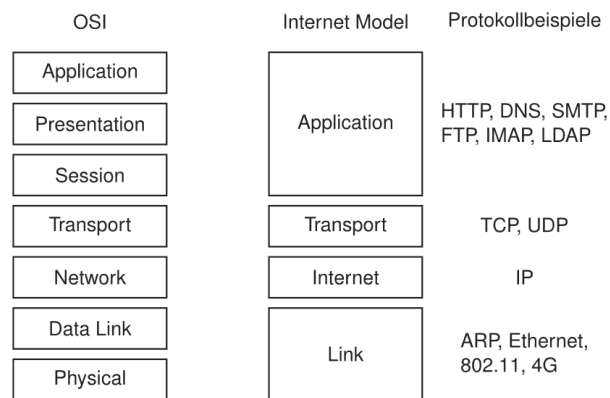 OSI
Internet Model
Protokollbeispiele
Application
Presentation
Session
Transport
Network
Data Link
Physical
Application
Transport
Internet
Link
HTTP, DNS, SMTP,
FTP, IMAP, LDAP
TCP, UDP
IP
ARP, Ethernet,
802.11, 4G